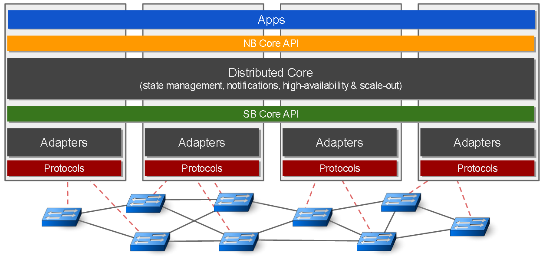 Apps
NB Core API
Distributed Core
(state management, notifications, high-availability & scale-out)
SB Core API
Adapters
Adapters
Adapters
Adapters
Protocols
Protocols
Protocols
Protocols